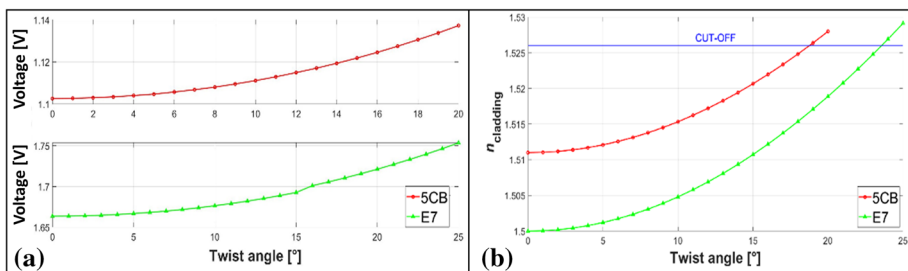 1.14
1.12
1.1
Voltage [V]
0 2 4 6 8 10 12 14 16 18 20
1.75
1.7
1.65
Voltage [V]
5CB
E7
0 5 10 15 20 25
Twist angle [°]
(a)
1.53
1.525
1.52
1.515
1.51
1.505
1.5
ncladding
CUT-OFF
5CB
E7
0 5 10 15 20 25
Twist angle [°]
(b)